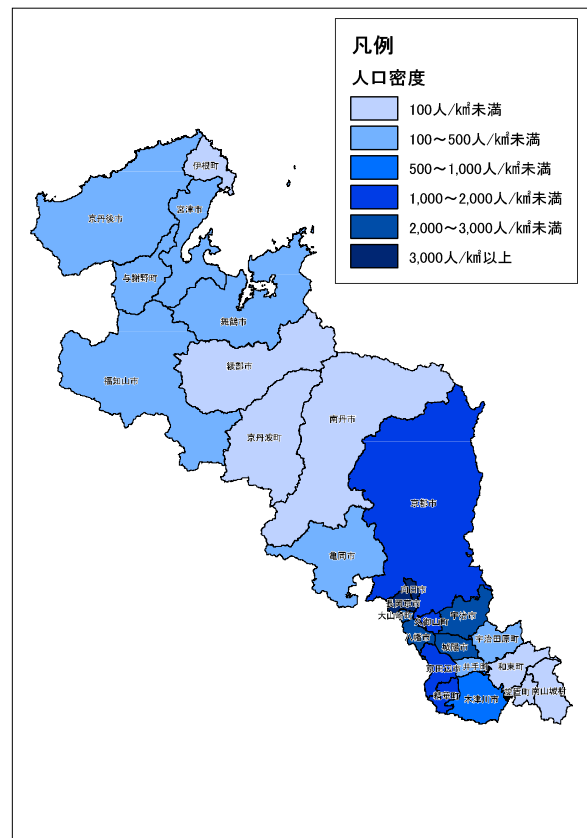 凡例
人口密度
100人/k㎡未満
100～500人/k㎡未満
500～1,000人/k㎡未満
1,000～2,000人/k㎡未満
2,000～3,000人/k㎡未満
3,000人/k㎡以上
伊根町
京丹後市
宮津市
与謝野町
舞鶴市
綾部市
福知山市
南丹市
京丹波町
京都市
亀岡市
向日市
長岡京市
大山崎町
久御山町
宇治市
八幡市
城陽市
宇治田原町
京田辺市
井手町
和東町
精華町
木津川市
笠置町
南山城村